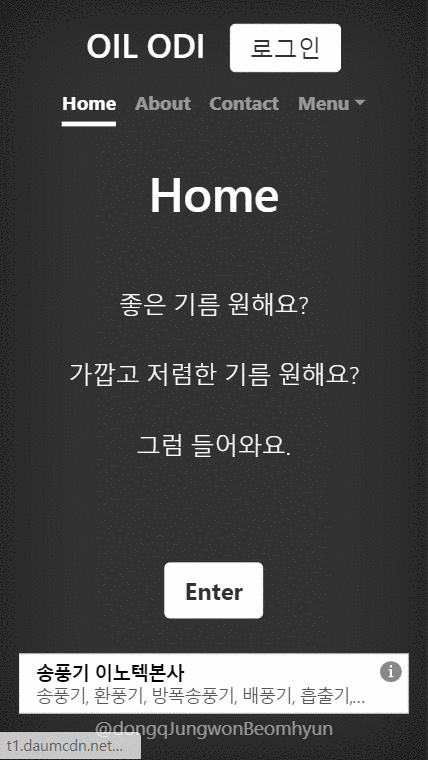 OIL ODI 로그인
Home About Contact Menu
Home
좋은 기름 원해요?
가깝고 저렴한 기름 원해요?
그럼 들어와요.
Enter
송풍기 이노텍본사
송풍기, 환풍기, 방폭송풍기, 배풍기, 흡출기,...
@dongqJungwonBeomhyun
t1.daumcdn.net...